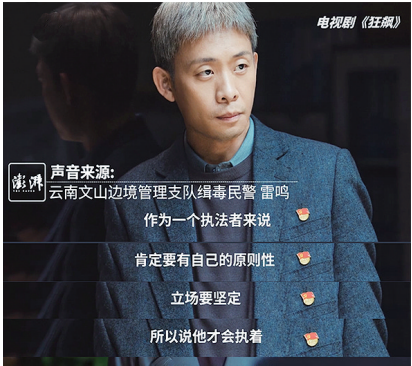 电视剧《狂飙》
澎湃
THE PAPER
声音来源:
云南文山边境管理支队缉毒民警 雷鸣
作为一个执法者来说
肯定要有自己的原则性
立场要坚定
所以说他才会执着